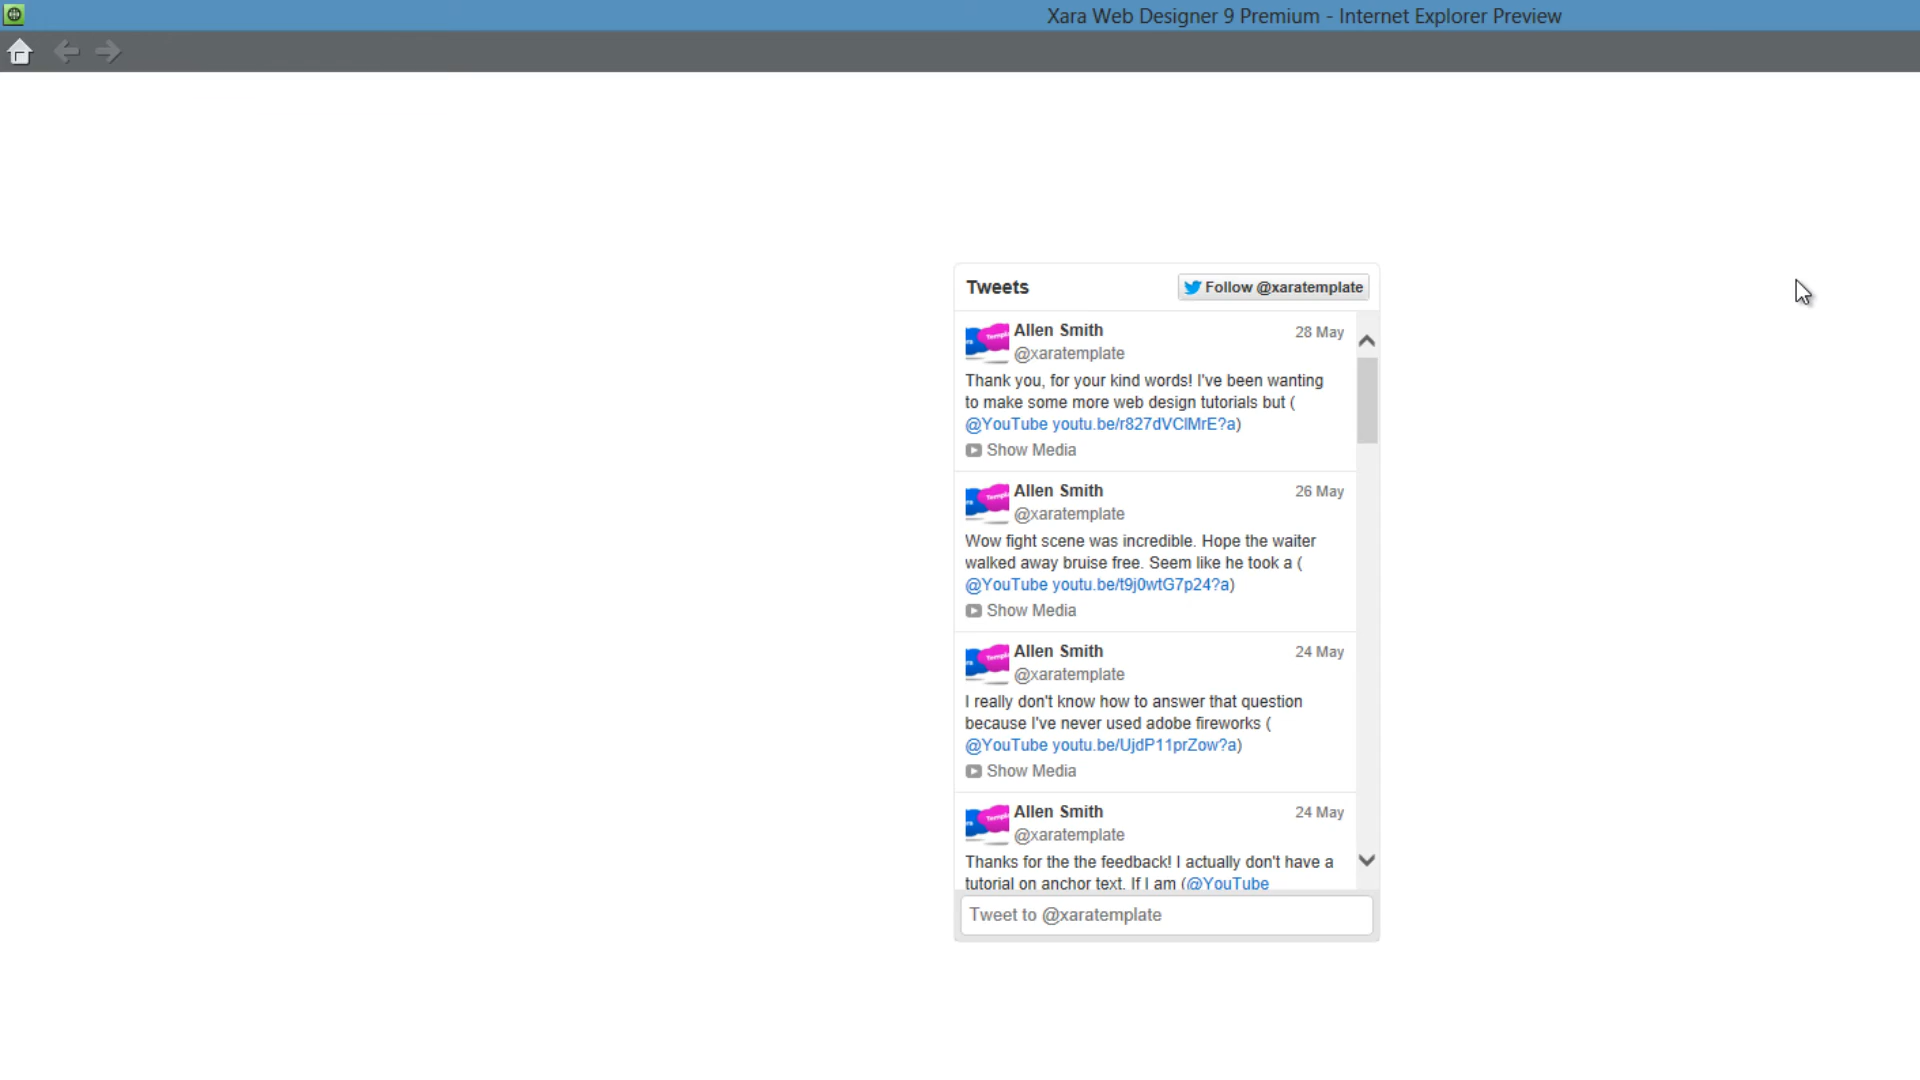 Xara Web Designer 9 Premium - Internet Explorer Preview
Tweets
Follow @xaratemplate
Allen Smith
28 May
@xaratemplate
Thank you, for your kind words! I've been wanting
to make some more web design tutorials but (
@YouTube youtu.be/r827dVClMrE?a)
Show Media
Allen Smith
26 May
@xaratemplate
Wow fight scene was incredible. Hope the waiter
walked away bruise free. Seem like he took a (
@YouTube youtu.be/t9j0wtG7p24?a)
Show Media
Allen Smith
24 May
@xaratemplate
I really don't know how to answer that question
because I've never used adobe fireworks (
@YouTube youtu.be/UjdP11prZow?a)
Show Media
Allen Smith
24 May
@xaratemplate
Thanks for the the feedback! I actually don't have a
tutorial on anchor text. If I am (@YouTube
Tweet to @xaratemplate